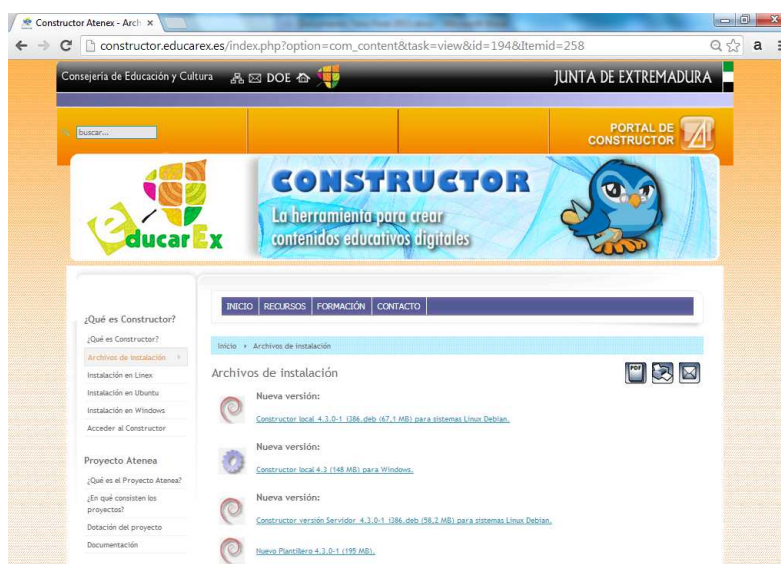 Constructor Atenex - Arch
constructor.educarex.es/index.php?option=com_content&task=view&id=194&Itemid=258
Consejería de Educación y Cultura DOE JUNTA DE EXTREMADURA
buscar...
PORTAL DE
CONSTRUCTOR
CONSTRUCTOR
La herramienta para crear
contenidos educativos digitales
educarEx
INICIO RECURSOS FORMACIÓN CONTACTO
¿Qué es Constructor?
¿Qué es Constructor?
Archivos de instalación
Instalación en Linex
Instalación en Ubuntu
Instalación en Windows
Acceder al Constructor
Proyecto Atenea
¿Qué es el Proyecto Atenea?
¿En qué consisten los
proyectos?
Dotación del proyecto
Documentación
Inicio Archivos de instalación
Archivos de instalación
PDF
Nueva versión:
Constructor local 4.3.0-1 i386.deb (67,1 MB) para sistemas Linux Debian.
Nueva versión:
Constructor local 4.3 (148 MB) para Windows.
Nueva versión:
Constructor versión Servidor 4.3.0-1 i386.deb (58,2 MB) para sistemas Linux Debian.
Nuevo Plantillero 4.3.0-1 (195 MB).